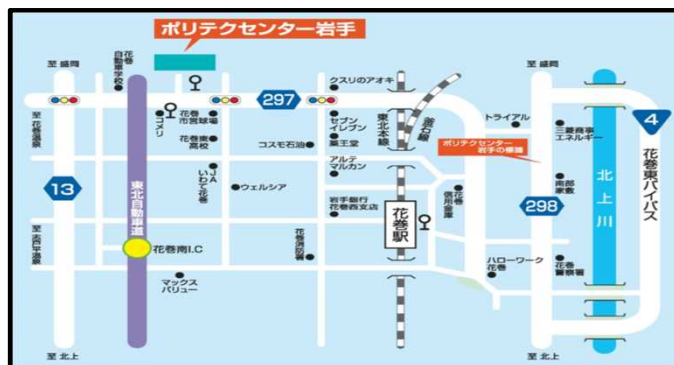 ポリテクセンター岩手
至 盛岡
花巻
自動車学校
クスリのアオキ
至 盛岡
至 花巻温泉
297
コメリ
花巻
市営球場
花巻東
高校
コスモ石油
セブン
イレブン
薬王堂
東北本線
釜石線
トライアル
三菱商事
エネルギー
4
花巻東バイパス
ポリテクセンター
岩手の標識
13
東北自動車道
JA
いわて花巻
ウェルシア
アルテ
マルカン
岩手銀行
花巻西支店
花巻駅
花巻
信用金庫
南部
家敷
298
北上川
至 志戸平温泉
花巻南I.C
花巻消防署
マックス
バリュー
ハローワーク
花巻
花巻
警察署
至 北上
至 北上